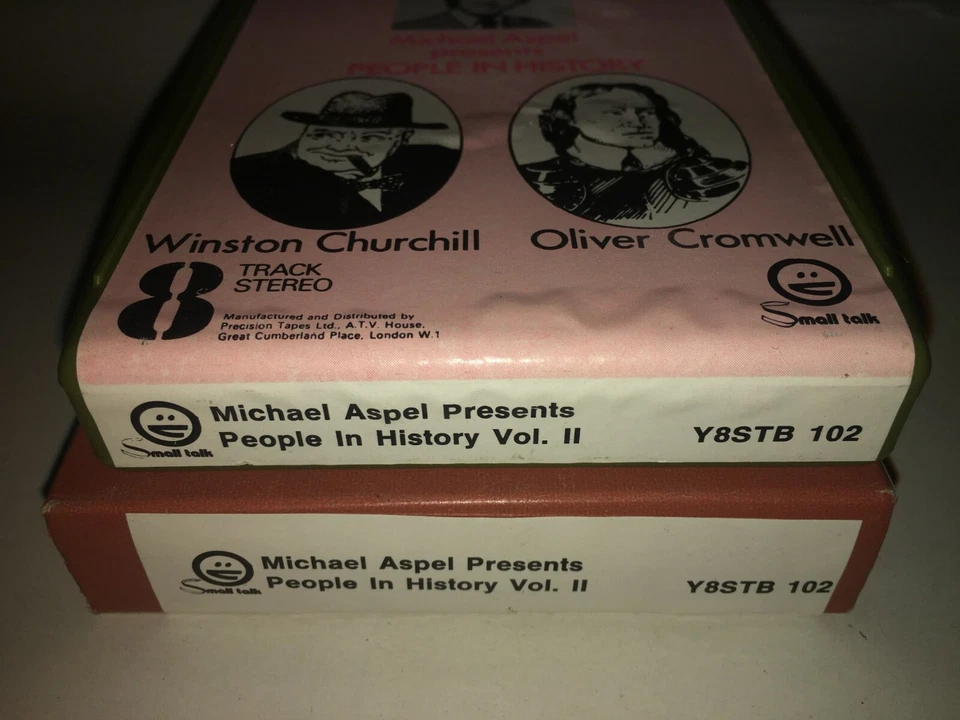 Michael Aspel
presents
PEOPLE IN HISTORY
Winston Churchill
Oliver Cromwell
8 TRACK
STEREO
Manufactured and Distributed by
Precision Tapes Ltd., A.T.V. House,
Great Cumberland Place, London W.1
Small talk
Michael Aspel Presents
People In History Vol. II
Y8STB 102
Small talk
Michael Aspel Presents
People In History Vol. II
Y8STB 102
Small talk